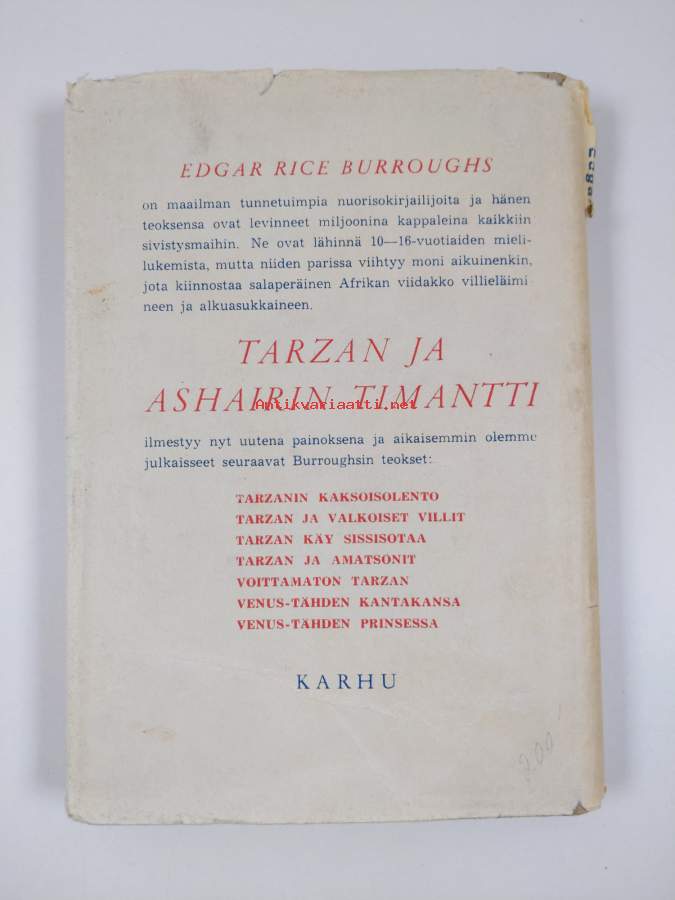 EDGAR RICE BURROUGHS
on maailman tunnetuimpia nuorisokirjailijoita ja hänen
teoksensa ovat levinneet miljoonina kappaleina kaikkiin
sivistysmaihin. Ne ovat lähinnä 10—16-vuotiaiden mieli-
lukemista, mutta niiden parissa viihtyy moni aikuinenkin,
jota kiinnostaa salaperäinen Afrikan viidakko villieläimi
neen ja alkuasukkaineen.
TARZAN JA
ASHAIRIN TIMANTTI
Antikvariaatti.net
ilmestyy nyt uutena painoksena ja aikaisemmin olemme
julkaisseet seuraavat Burroughsin teokset:
TARZANIN KAKSOISOLENTO
TARZAN JA VALKOISET VILLIT
TARZAN KÄY SISSISOTAA
TARZAN JA AMATSONIT
VOITTAMATON TARZAN
VENUS-TÄHDEN KANTAKANSA
VENUS-TÄHDEN PRINSESSA
KARHU
200